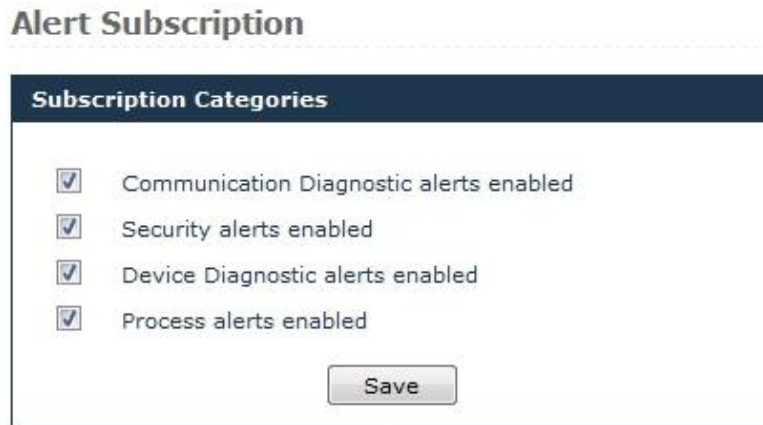 Alert Subscription
Subscription Categories
Communication Diagnostic alerts enabled
Security alerts enabled
Device Diagnostic alerts enabled
Process alerts enabled
Save